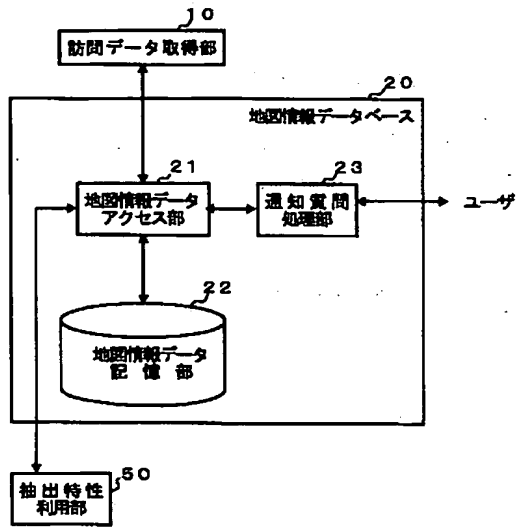 10
訪問データ取得部
20
地図情報データベース
21
地図情報データ
アクセス部
23
通知質問
処理部
ユーザ
22
地図情報データ
記憶部
50
抽出特性
利用部